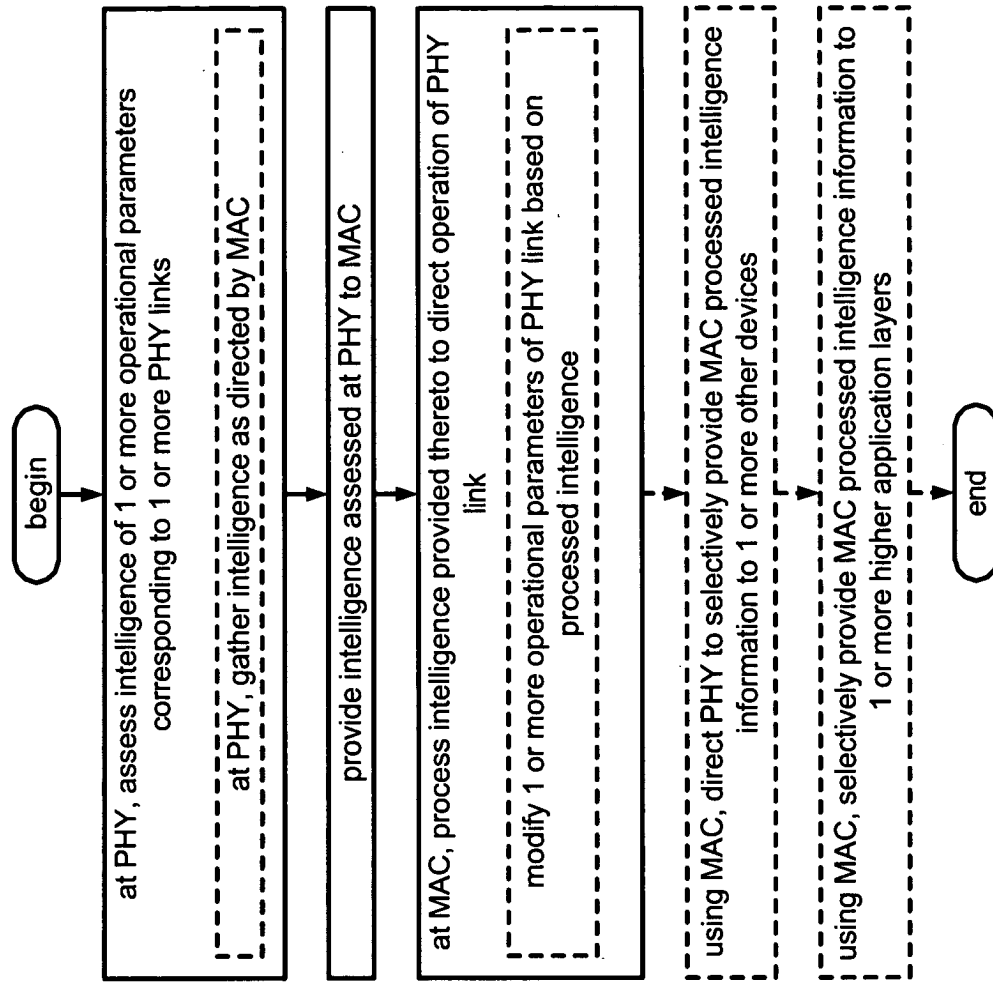 begin
at PHY, assess intelligence of 1 or more operational parameters
corresponding to 1 or more PHY links
at PHY, gather intelligence as directed by MAC
provide intelligence assessed at PHY to MAC
at MAC, process intelligence provided thereto to direct operation of PHY
link
modify 1 or more operational parameters of PHY link based on
processed intelligence
using MAC, direct PHY to selectively provide MAC processed intelligence
information to 1 or more other devices
using MAC, selectively provide MAC processed intelligence information to
1 or more higher application layers
end